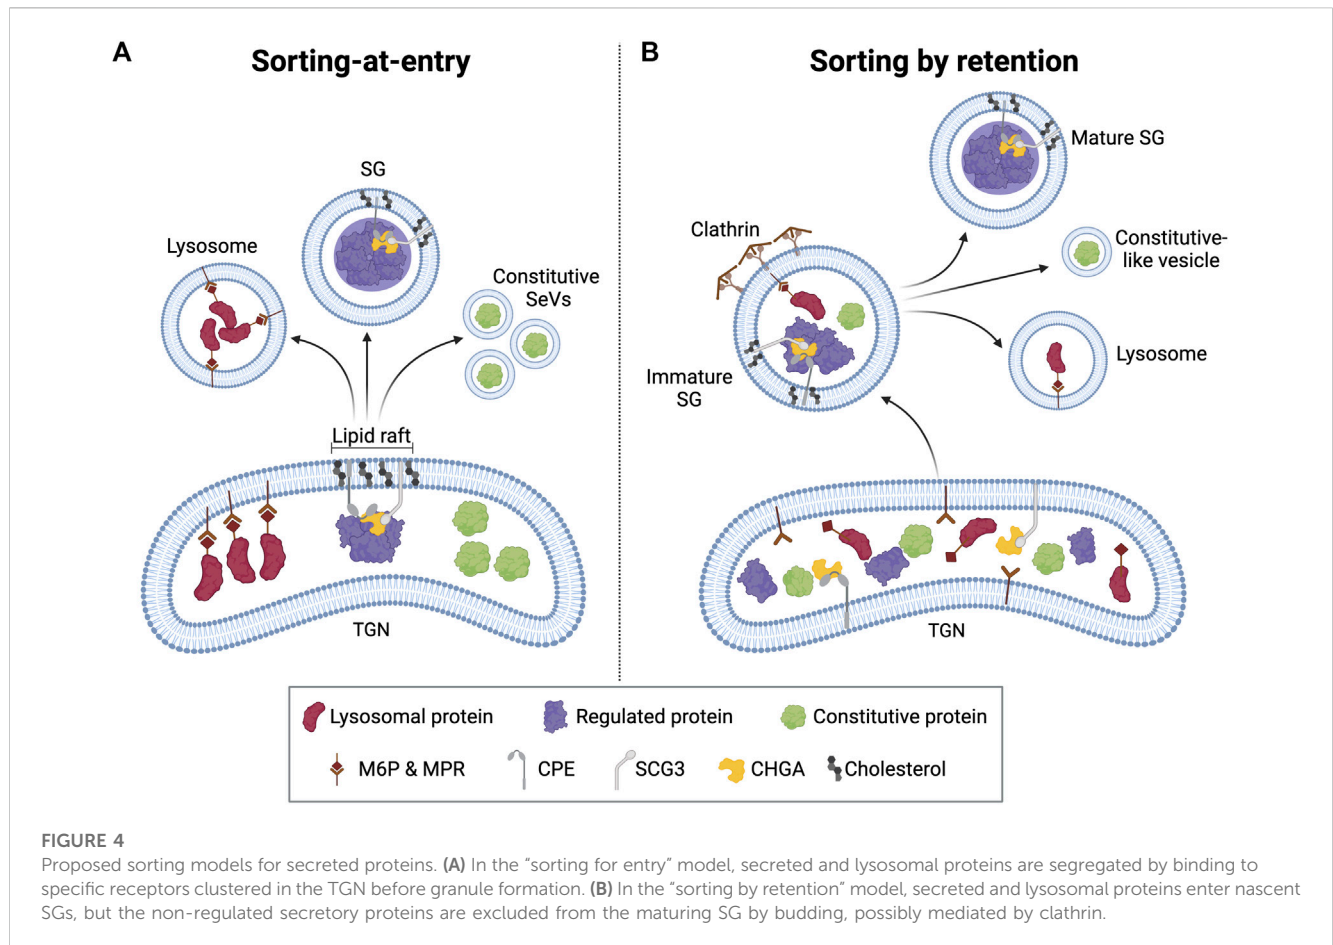 A
Sorting-at-entry
SG
Lysosome
Constitutive
SeVs
Lipid raft
TGN
B
Sorting by retention
Mature SG
Clathrin
Constitutive-
like vesicle
Immature
SG
Lysosome
TGN
Lysosomal protein
Regulated protein
Constitutive protein
M6P & MPR
CPE
SCG3
CHGA
Cholesterol
FIGURE 4
Proposed sorting models for secreted proteins. (A) In the “sorting for entry” model, secreted and lysosomal proteins are segregated by binding to
specific receptors clustered in the TGN before granule formation. (B) In the “sorting by retention” model, secreted and lysosomal proteins enter nascent
SGs, but the non-regulated secretory proteins are excluded from the maturing SG by budding, possibly mediated by clathrin.